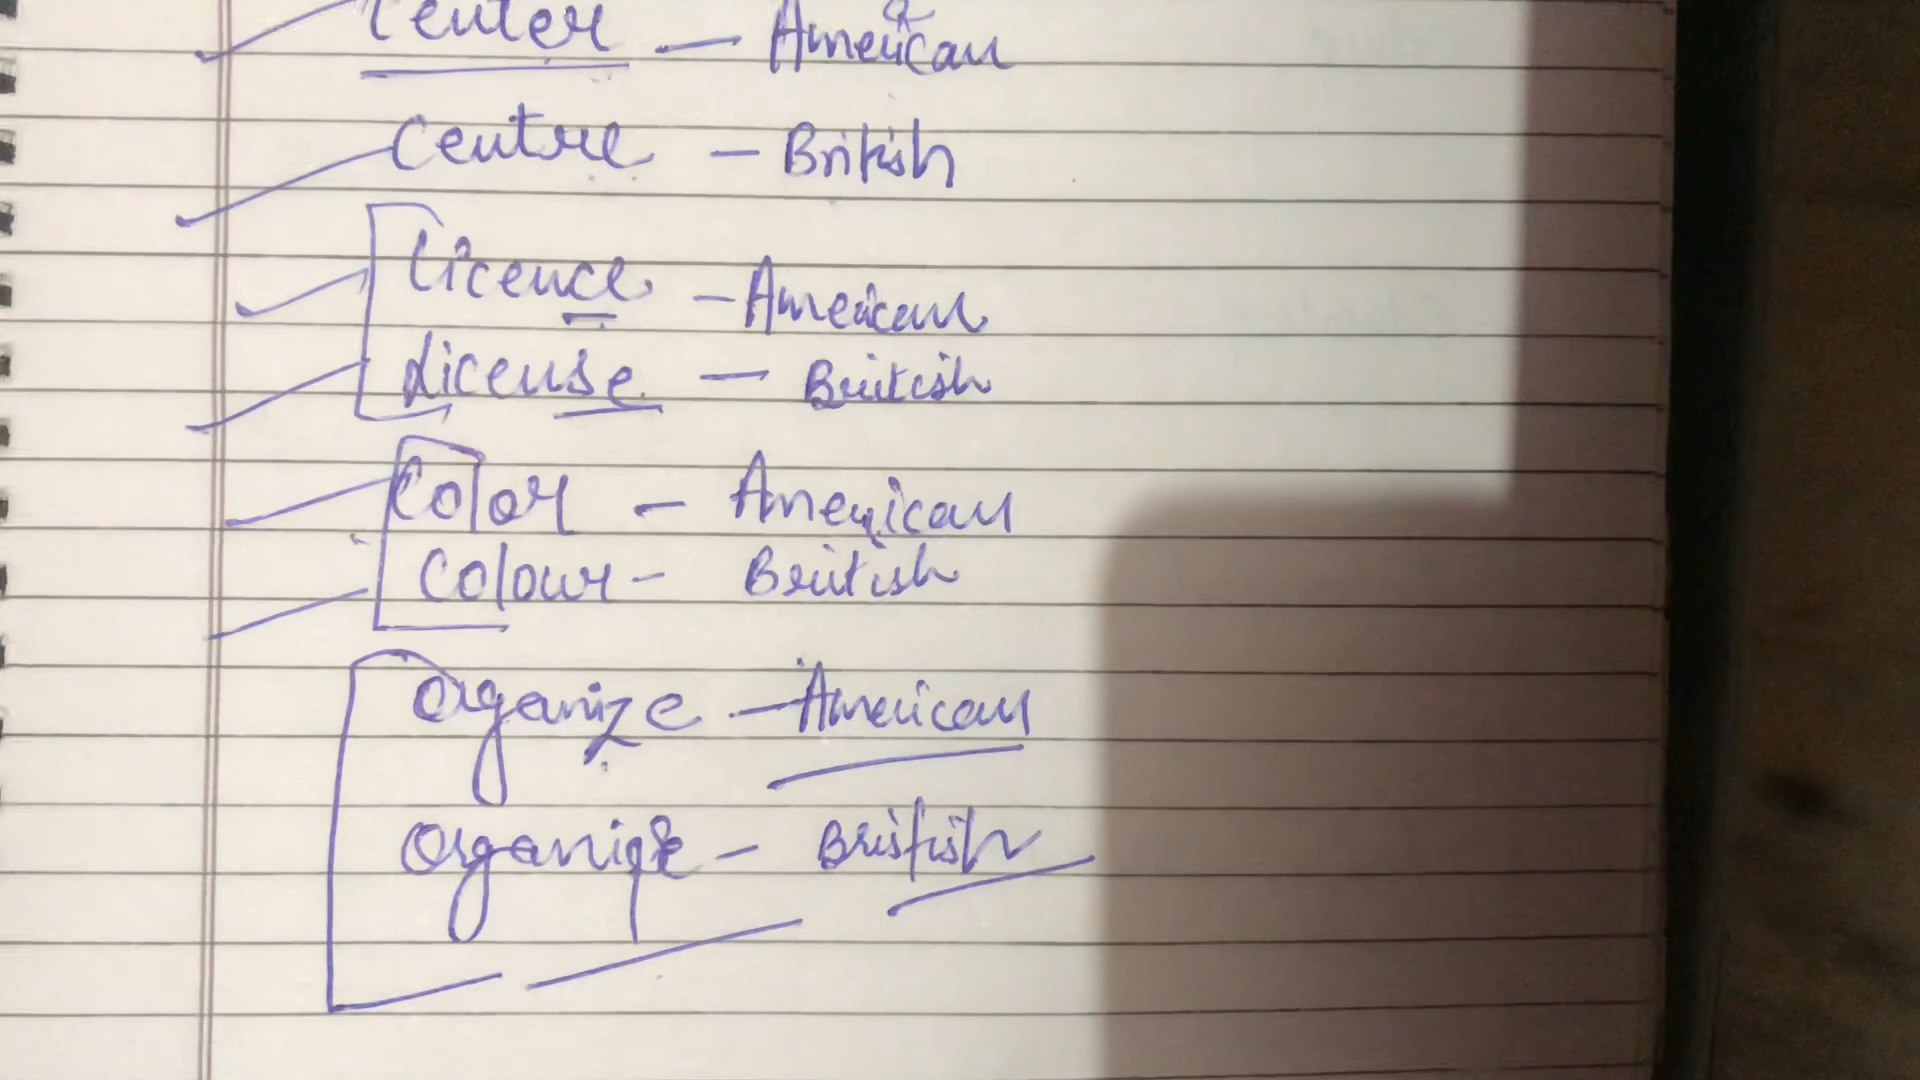 Center - American
Centre - British
Licence - American
License - British
Color - American
Colour - British
Organize - American
Organise - British